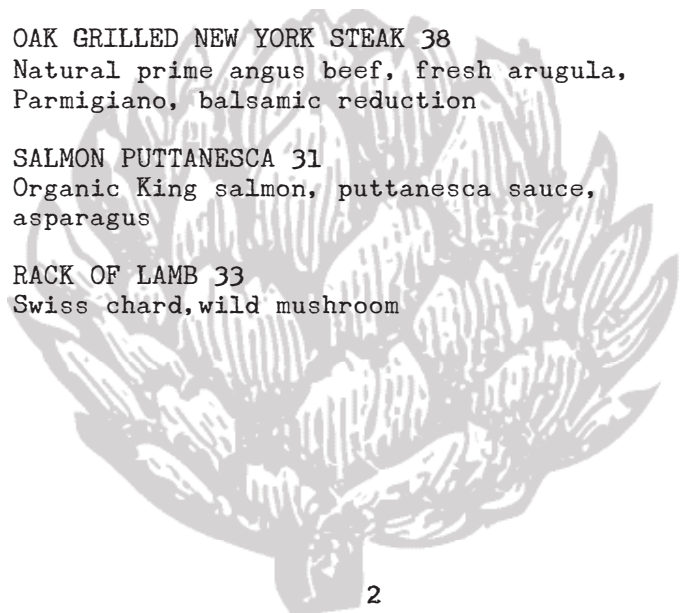 OAK GRILLED NEW YORK STEAK 38
Natural prime angus beef, fresh arugula,
Parmigiano, balsamic reduction
SALMON PUTTANESCA 31
Organic King salmon, puttanesca sauce,
asparagus
RACK OF LAMB 33
Swiss chard,wild mushroom
2